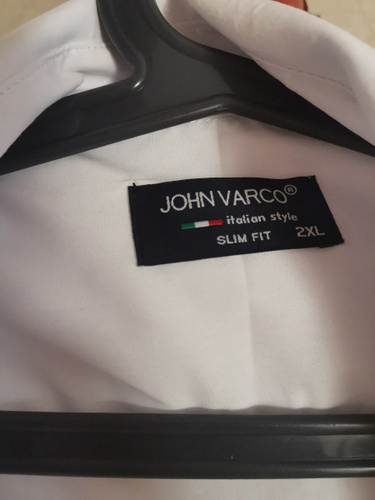 JOHN VARCO®
italian style
SLIM FIT 2XL